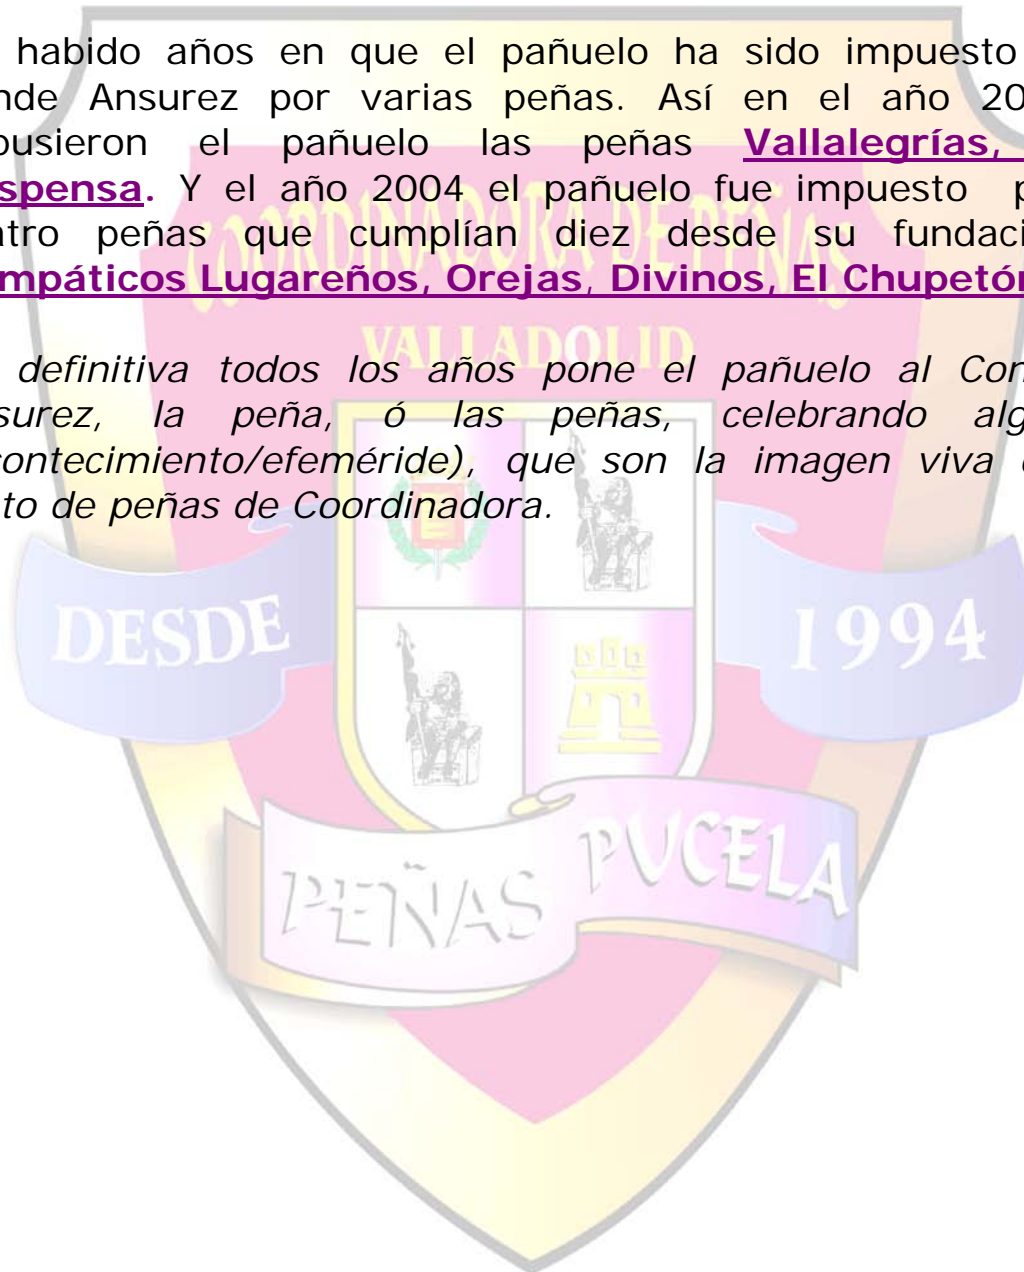 habido años en que el pañuelo ha sido impuesto
nde Ansurez por varias peñas. Así en el año 20
pusieron el pañuelo las peñas Vallalegrías,
spensa. Y el año 2004 el pañuelo fue impuesto p
atro peñas que cumplían diez desde su fundaci
mpáticos Lugareños, Orejas, Divinos, El Chupetón
definitiva todos los años pone el pañuelo al Con
surez, la peña, ó las peñas, celebrando alg
contecimiento/efeméride), que son la imagen viva
to de peñas de Coordinadora.
COORDINADORA DE PEÑAS
VALLADOLID
DESDE
1994
PEÑAS PUCELA